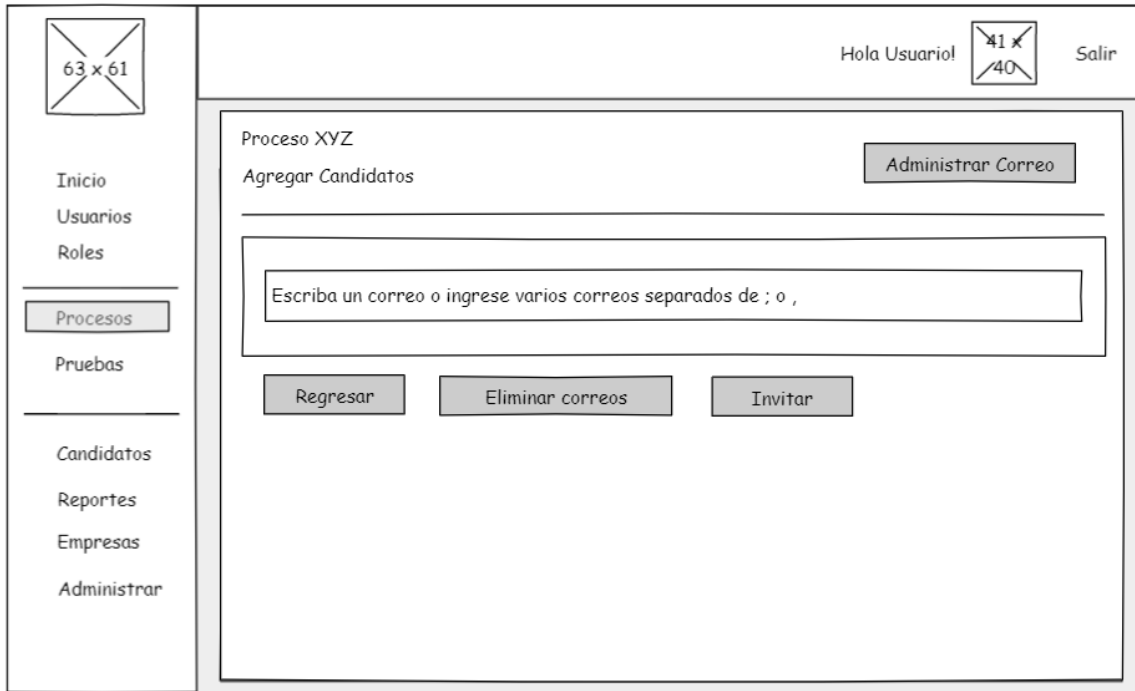 63 x 61
Hola Usuario!
41 x
40
Salir
Inicio
Usuarios
Roles
Procesos
Pruebas
Candidatos
Reportes
Empresas
Administrar
Proceso XYZ
Agregar Candidatos
Administrar Correo
Escriba un correo o ingrese varios correos separados de ; o ,
Regresar
Eliminar correos
Invitar